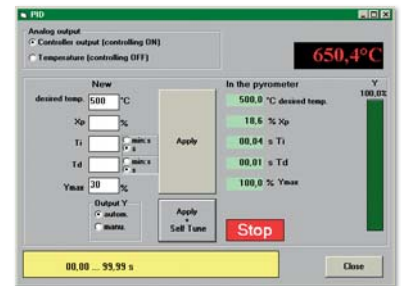 PID
Analog output
Controller output (controlling ON)
Temperature (controlling OFF)
650,4°C
New
desired temp. 500 °C
Xp %
Ti min:s
s
Td min:s
s
Ymax 30 %
Output Y
autom.
manu.
Apply
Apply
+
Self Tune
In the pyrometer
500,0 °C desired temp.
18,6 % Xp
00,04 s Ti
00,01 s Td
100,0 % Ymax
Stop
Y
100,0%
00,00 ... 99,99 s
Close